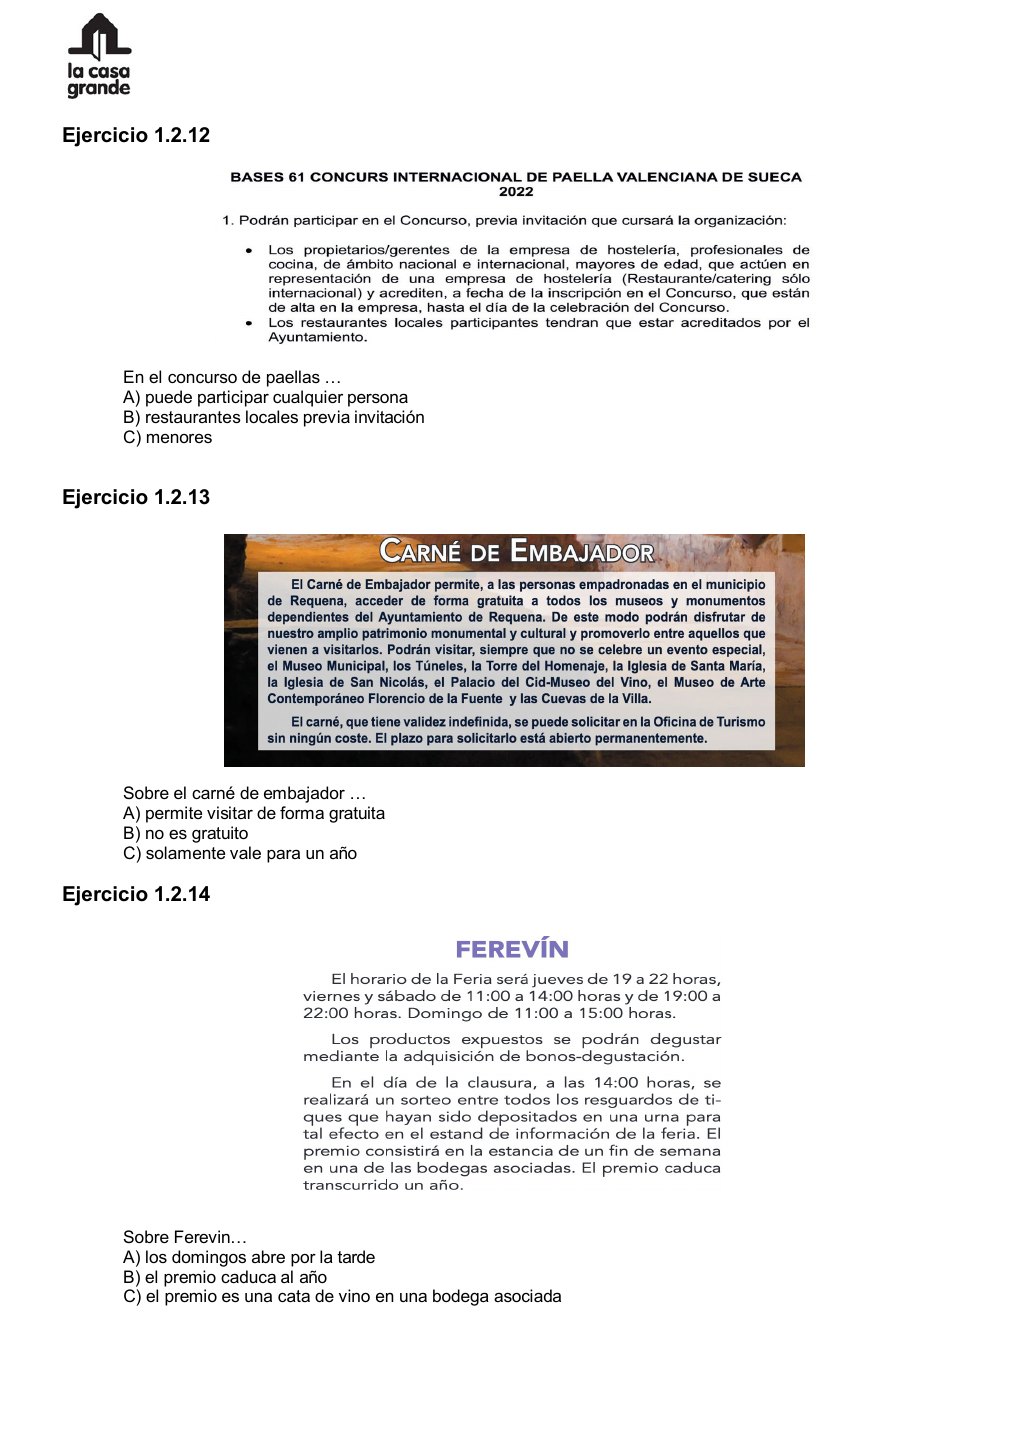 la casa
grande
Ejercicio 1.2.12
BASES 61 CONCURS INTERNACIONAL DE PAELLA VALENCIANA DE SUECA
2022
1. Podrán participar en el Concurso, previa invitación que cursará la organización:
• Los propietarios/gerentes de la empresa de hostelería, profesionales de
cocina, de ámbito nacional e internacional, mayores de edad, que actúen en
representación de una empresa de hostelería (Restaurante/catering sólo
internacional) y acrediten, a fecha de la inscripción en el Concurso, que están
de alta en la empresa, hasta el día de la celebración del Concurso.
• Los restaurantes locales participantes tendran que estar acreditados por el
Ayuntamiento.
En el concurso de paellas …
A) puede participar cualquier persona
B) restaurantes locales previa invitación
C) menores
Ejercicio 1.2.13
CARNÉ DE EMBAJADOR
El Carné de Embajador permite, a las personas empadronadas en el municipio
de Requena, acceder de forma gratuita a todos los museos y monumentos
dependientes del Ayuntamiento de Requena. De este modo podrán disfrutar de
nuestro amplio patrimonio monumental y cultural y promoverlo entre aquellos que
vienen a visitarlos. Podrán visitar, siempre que no se celebre un evento especial,
el Museo Municipal, los Túneles, la Torre del Homenaje, la Iglesia de Santa María,
la Iglesia de San Nicolás, el Palacio del Cid-Museo del Vino, el Museo de Arte
Contemporáneo Florencio de la Fuente y las Cuevas de la Villa.
El carné, que tiene validez indefinida, se puede solicitar en la Oficina de Turismo
sin ningún coste. El plazo para solicitarlo está abierto permanentemente.
Sobre el carné de embajador …
A) permite visitar de forma gratuita
B) no es gratuito
C) solamente vale para un año
Ejercicio 1.2.14
FEREVÍN
El horario de la Feria será jueves de 19 a 22 horas,
viernes y sábado de 11:00 a 14:00 horas y de 19:00 a
22:00 horas. Domingo de 11:00 a 15:00 horas.
Los productos expuestos se podrán degustar
mediante la adquisición de bonos-degustación.
En el día de la clausura, a las 14:00 horas, se
realizará un sorteo entre todos los resguardos de ti-
ques que hayan sido depositados en una urna para
tal efecto en el estand de información de la feria. El
premio consistirá en la estancia de un fin de semana
en una de las bodegas asociadas. El premio caduca
transcurrido un año.
Sobre Ferevin…
A) los domingos abre por la tarde
B) el premio caduca al año
C) el premio es una cata de vino en una bodega asociada